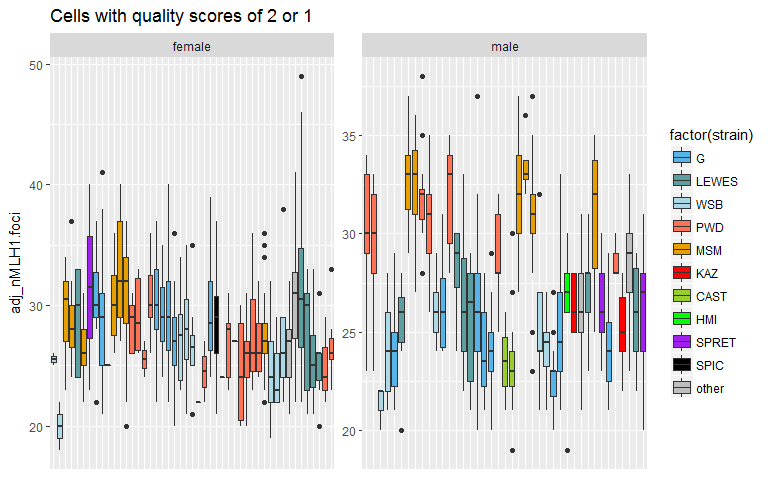 Cells with quality scores of 2 or 1
female
male
adj_nMLH1.foci
50
40
30
20
35
30
25
20
factor(strain)
G
LEWES
WSB
PWD
MSM
KAZ
CAST
HMI
SPRET
SPIC
other